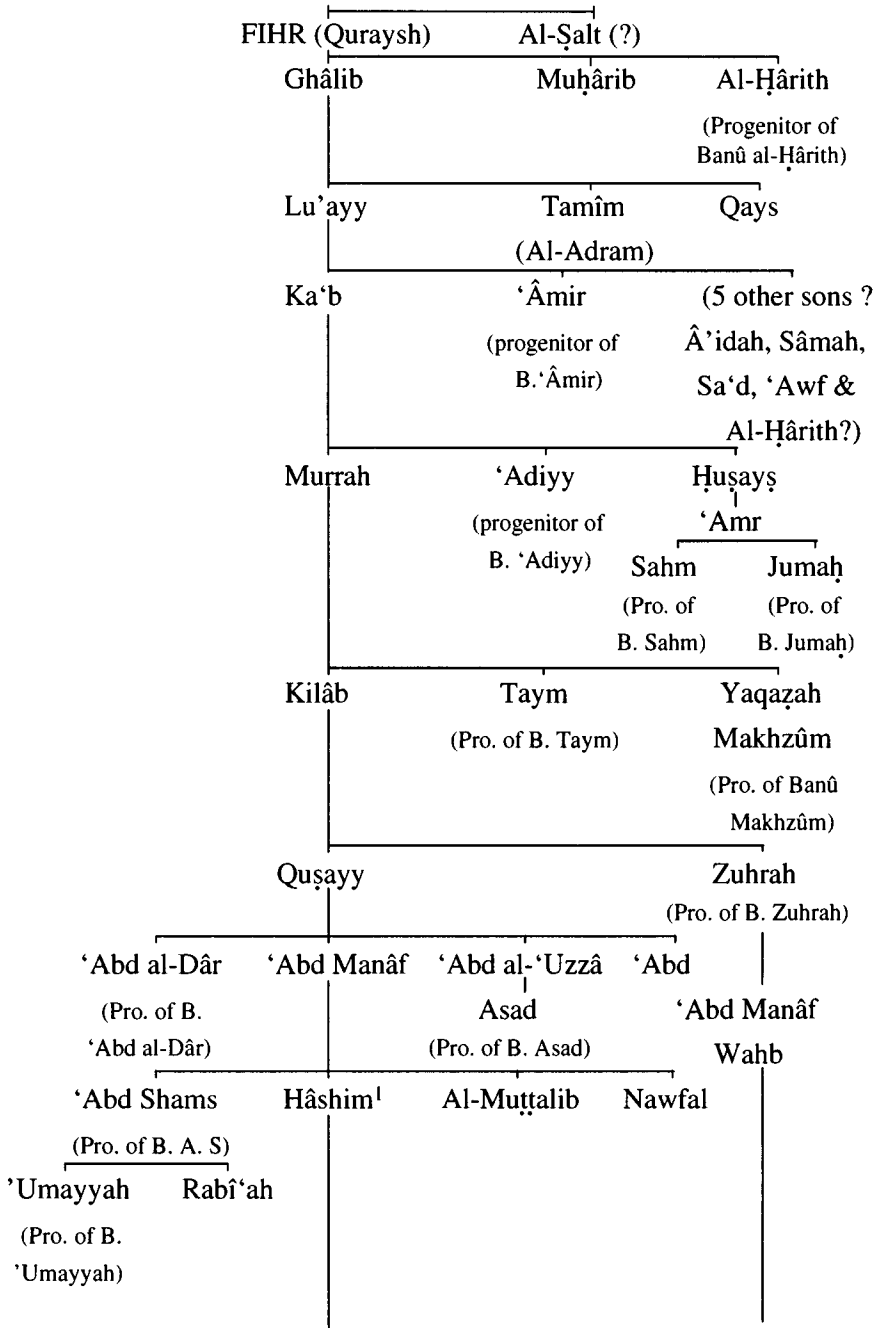 FIHR (Quraysh) Al-Ṣalt (?)
Ghâlib Muḥârib Al-Ḥârith
(Progenitor of
Banû al-Ḥârith)
Lu’ayy Tamîm Qays
(Al-Adram)
Ka‘b ‘Âmir (5 other sons ?
(progenitor of Â’idah, Sâmah,
B.‘Âmir) Sa‘d, ‘Awf &
Al-Ḥârith?)
Murrah ‘Adiyy Ḥuṣayṣ
(progenitor of ‘Amr
B. ‘Adiyy) Sahm Jumaḥ
(Pro. of (Pro. of
B. Sahm) B. Jumaḥ)
Kilâb Taym Yaqaẓah
(Pro. of B. Taym) Makhzûm
(Pro. of Banû
Makhzûm)
Quṣayy Zuhrah
(Pro. of B. Zuhrah)
‘Abd al-Dâr ‘Abd Manâf ‘Abd al-‘Uzzâ ‘Abd
(Pro. of B. Asad ‘Abd Manâf
‘Abd al-Dâr) (Pro. of B. Asad) Wahb
‘Abd Shams Hâshim¹ Al-Muṭṭalib Nawfal
(Pro. of B. A. S)
’Umayyah Rabî‘ah
(Pro. of B.
’Umayyah)